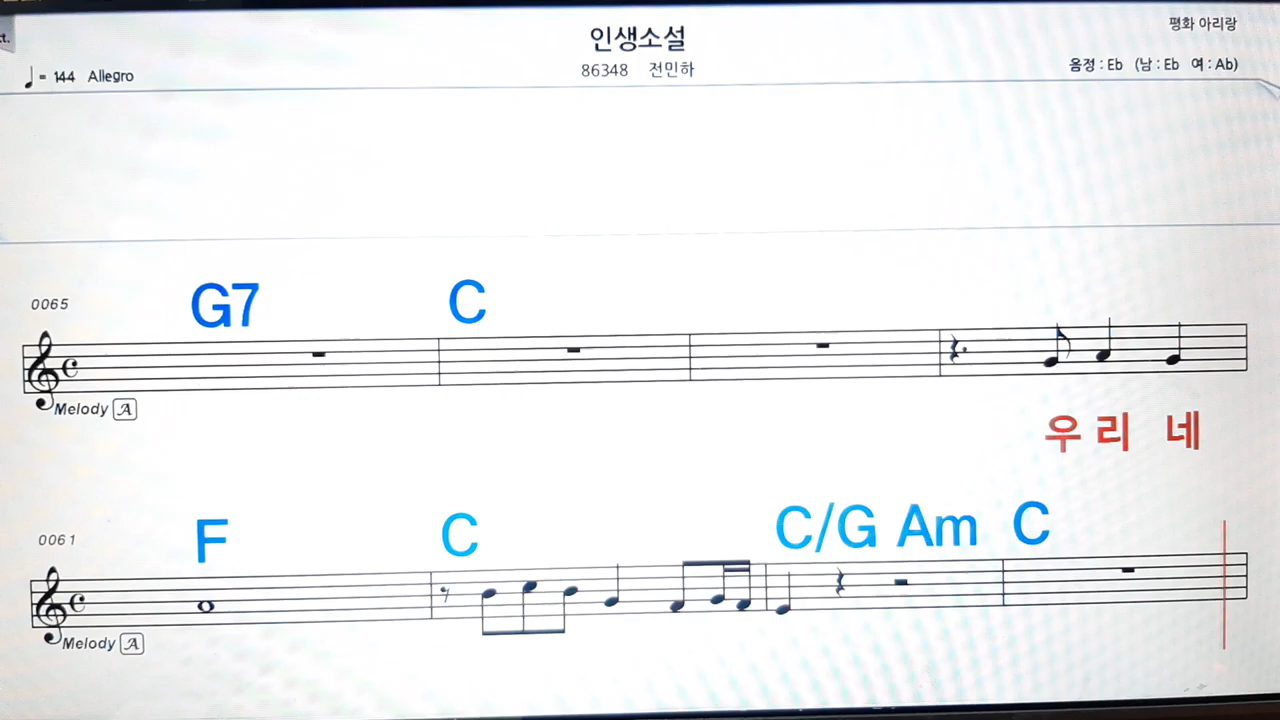 인생소설
평화 아리랑
♩ = 144 Allegro
86348 전민하
음정 : Eb (남 : Eb 여 : Ab)
0065
G7 C
Melody A
우 리 네
0061
F C C/G Am C
Melody A